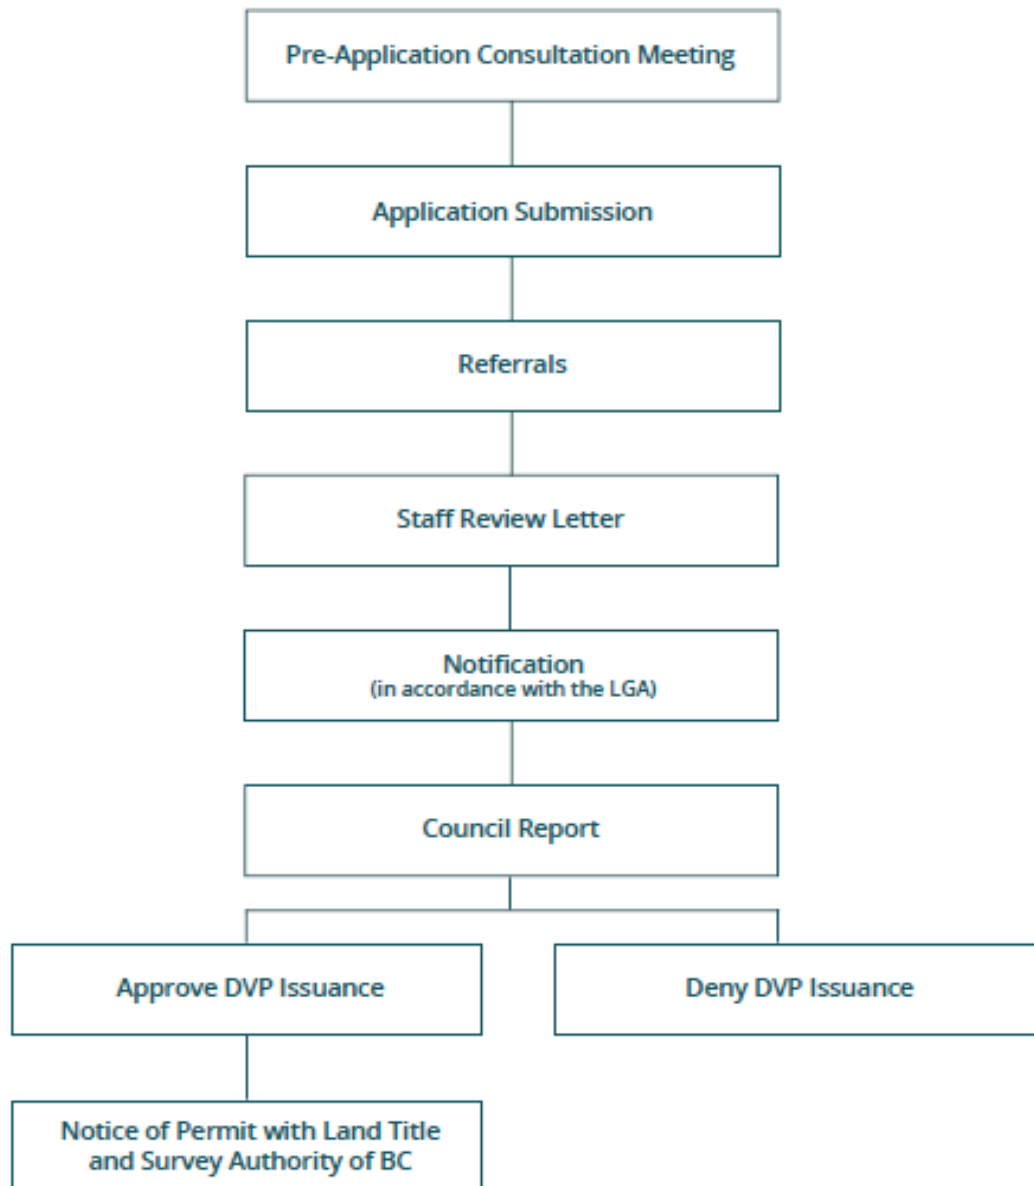 Pre-Application Consultation Meeting
Application Submission
Referrals
Staff Review Letter
Notification
(in accordance with the LGA)
Council Report
Approve DVP Issuance
Deny DVP Issuance
Notice of Permit with Land Title
and Survey Authority of BC